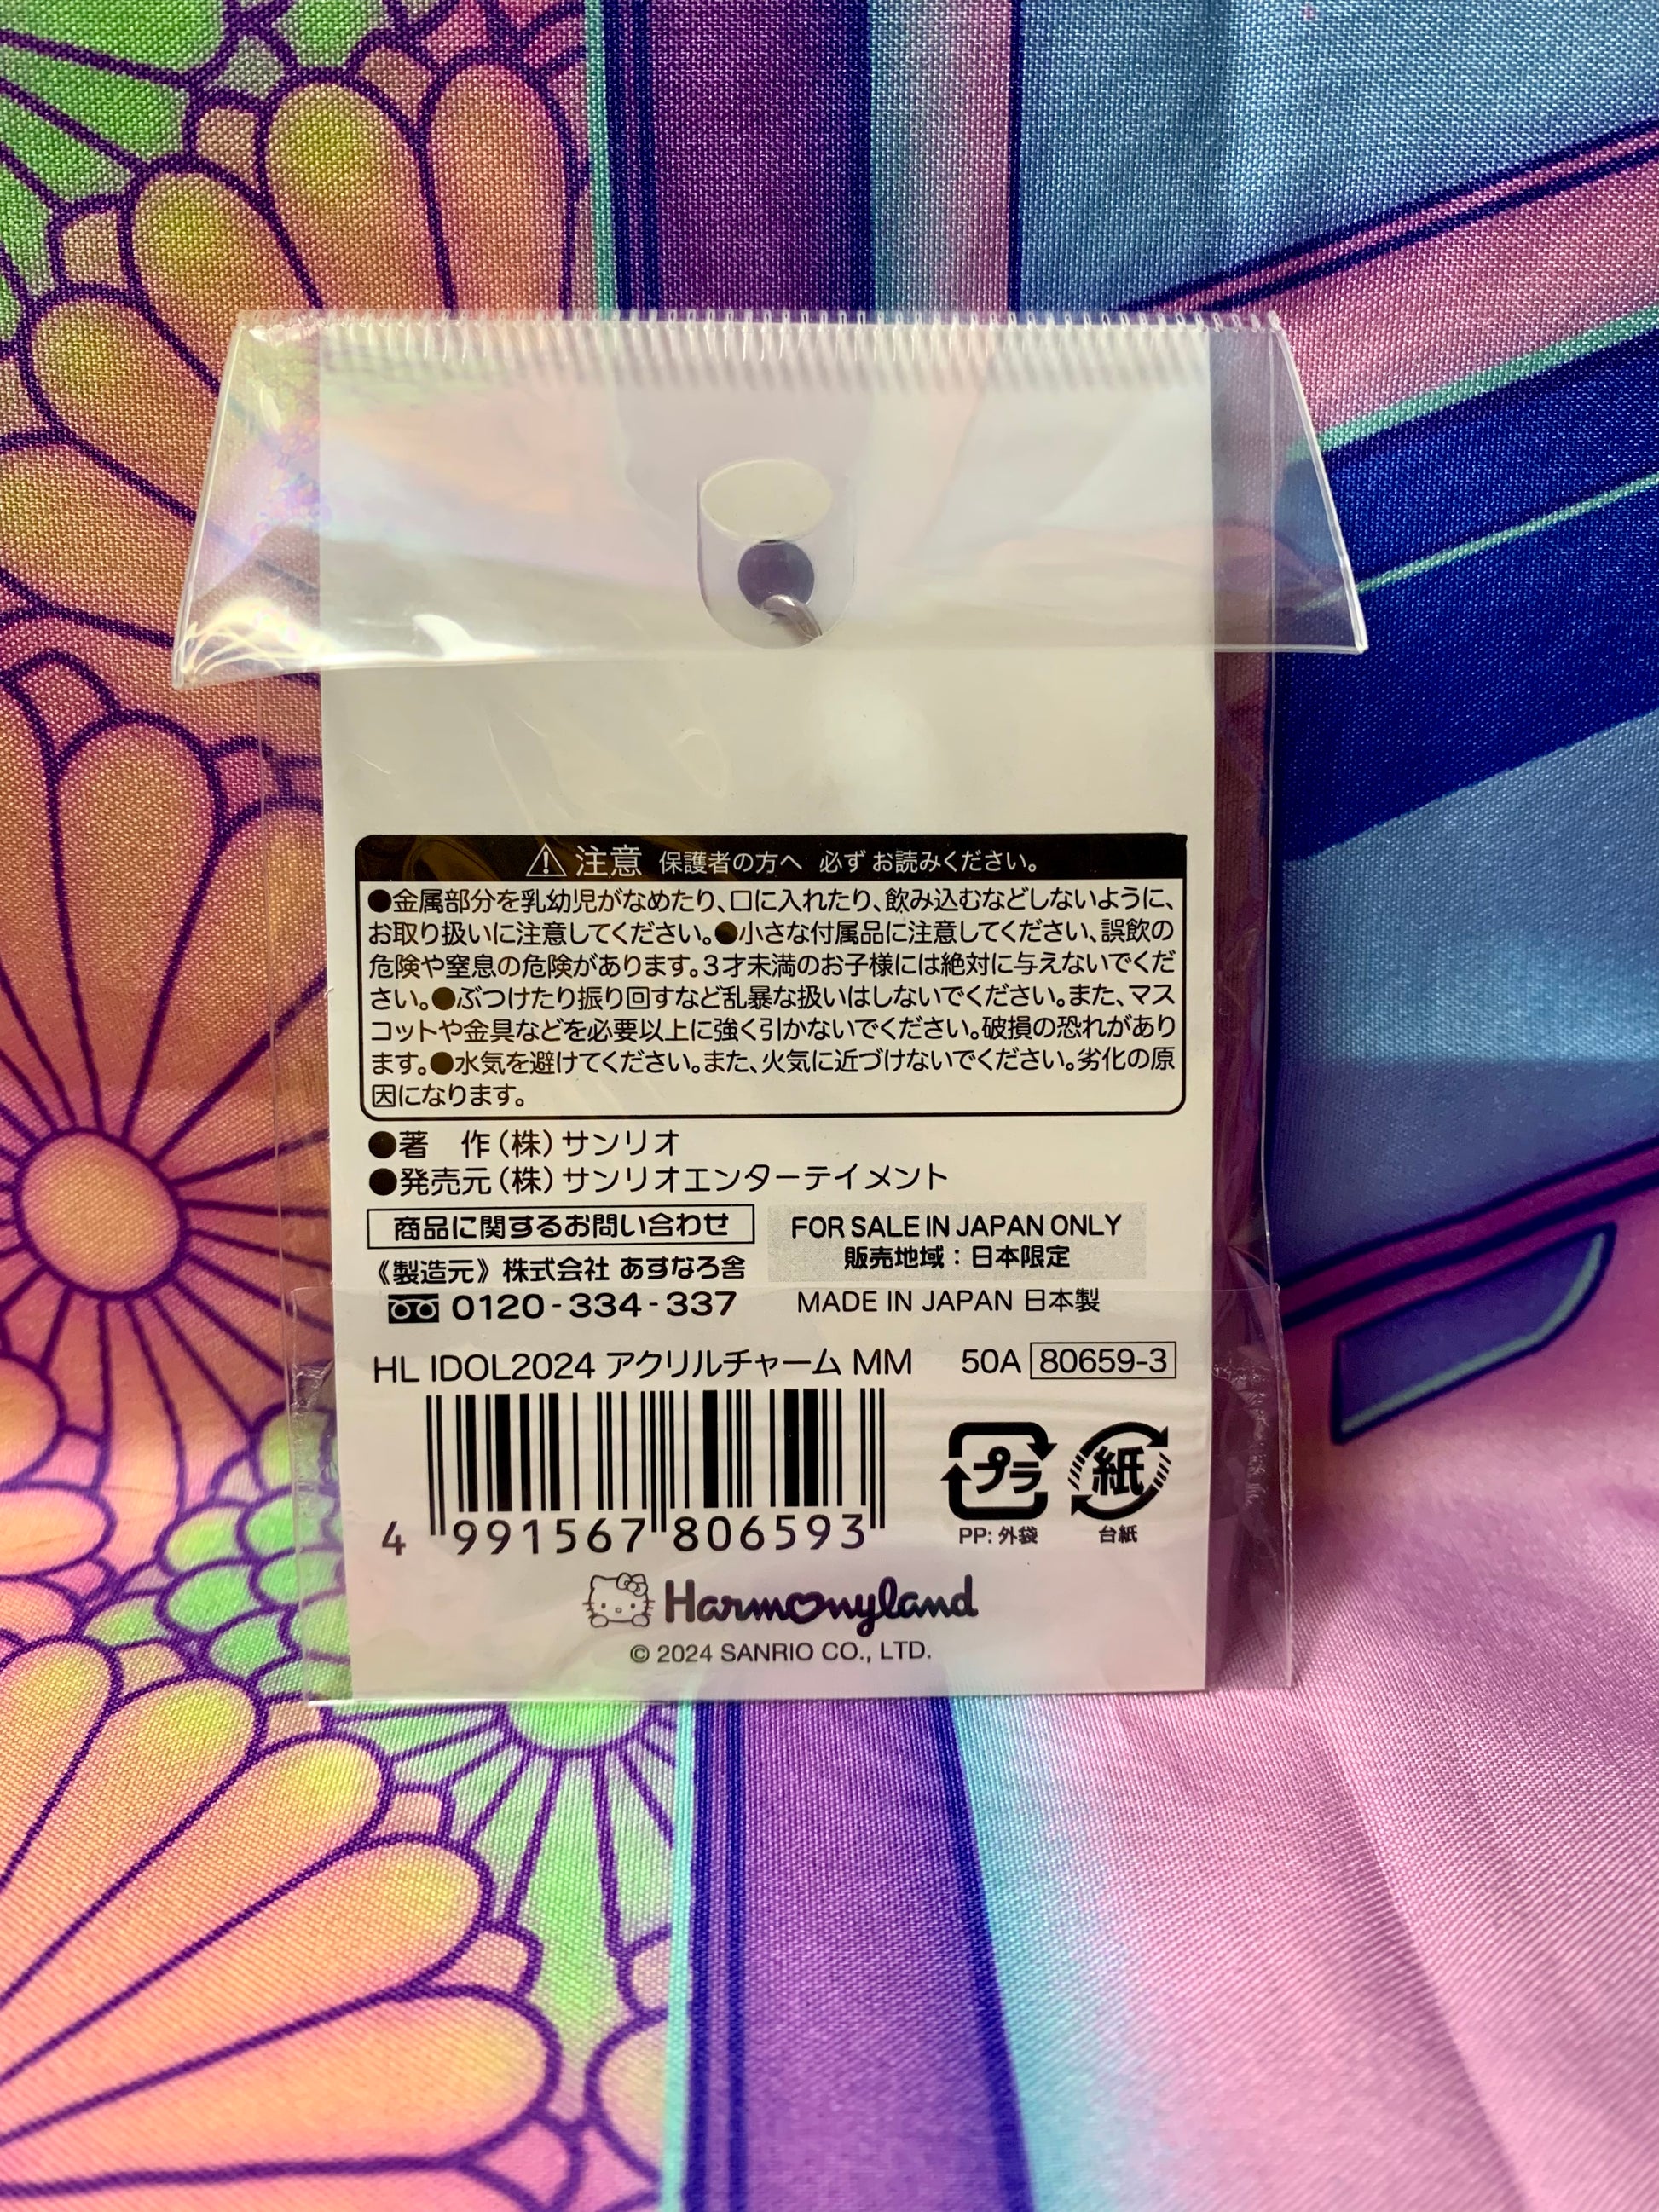 ⚠注意 保護者の方へ 必ずお読みください。
●金属部分を乳幼児がなめたり、口に入れたり、飲み込むなどしないように、
お取り扱いに注意してください。●小さな付属品に注意してください、誤飲の
危険や窒息の危険があります。3才未満のお子様には絶対に与えないでくだ
さい。●ぶつけたり振り回すなど乱暴な扱いはしないでください。また、マス
コットや金具などを必要以上に強く引かないでください。破損の恐れがあり
ます。●水気を避けてください。また、火気に近づけないでください。劣化の原
因になります。
●著　作(株)サンリオ
●発売元(株)サンリオエンターテイメント
商品に関するお問い合わせ
《製造元》株式会社 あすなろ舎
0120-334-337
FOR SALE IN JAPAN ONLY
販売地域：日本限定
MADE IN JAPAN 日本製
HL IDOL2024 アクリルチャーム MM 50A 80659-3
4 991567 806593
プラ
PP: 外袋
紙
台紙
Harmonyland
© 2024 SANRIO CO., LTD.